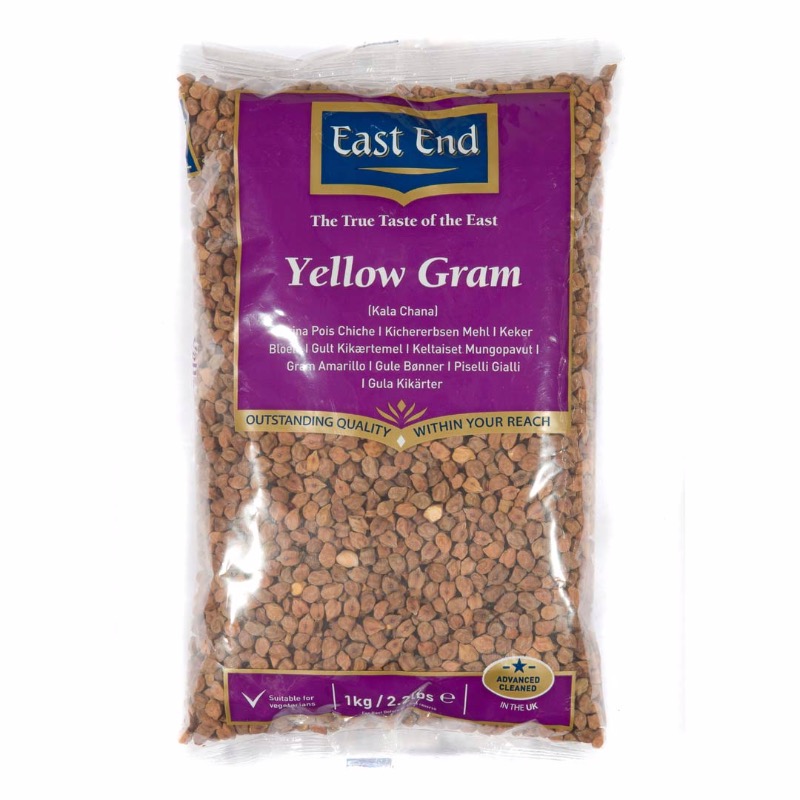 East End
The True Taste of the East
Yellow Gram
(Kala Chana)
Pois Chiche | Kichererbsen Mehl | Keker
| Gult Kikærtemel | Keltaiset Mungopavut |
Gram Amarillo | Gule Bønner | Piselli Gialli
| Gula Kikärter
OUTSTANDING QUALITY WITHIN YOUR REACH
ADVANCED
CLEANED
IN THE UK
Suitable for
vegetarians
1kg / 2.2lbs ℮